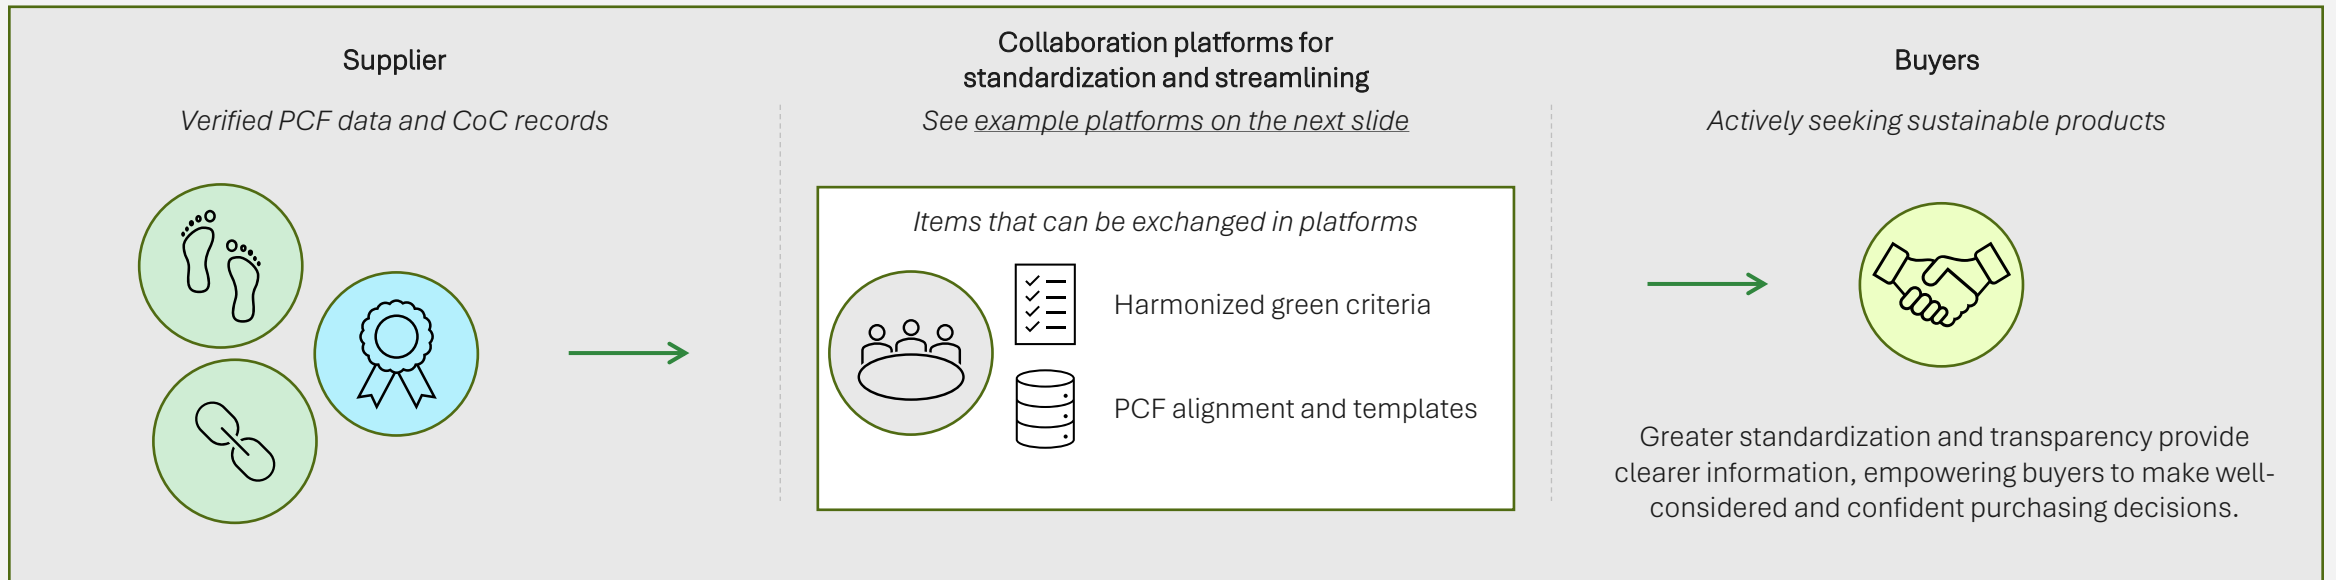 Supplier
Verified PCF data and CoC records
Collaboration platforms for
standardization and streamlining
See example platforms on the next slide
Items that can be exchanged in platforms
Harmonized green criteria
PCF alignment and templates
Buyers
Actively seeking sustainable products
Greater standardization and transparency provide
clearer information, empowering buyers to make well-
considered and confident purchasing decisions.